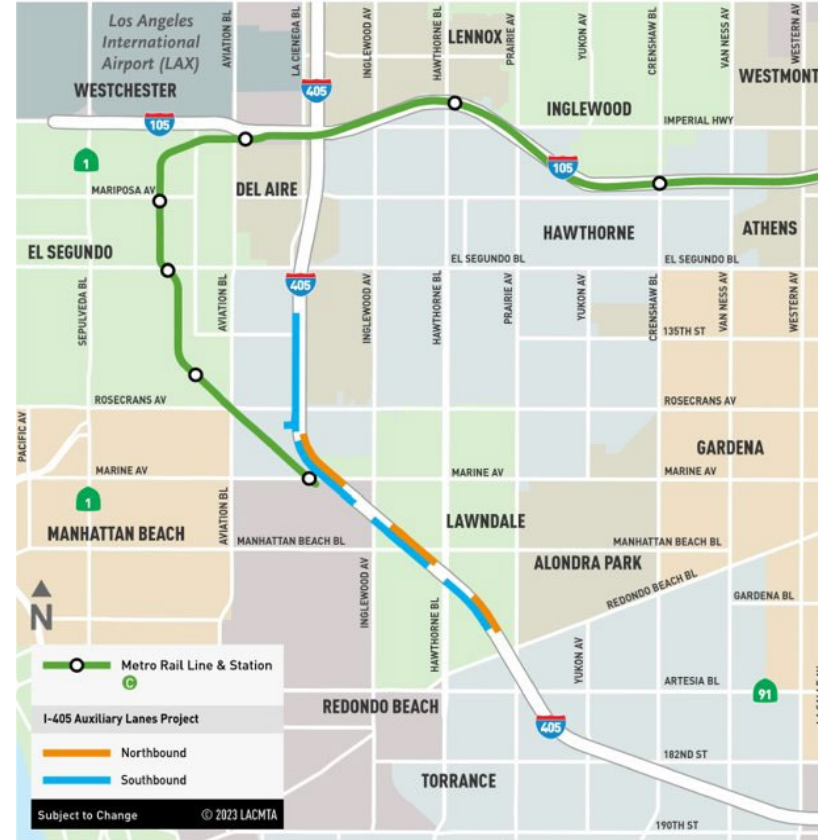 Los Angeles
International
Airport (LAX)
AVIATION BL
LA CIENEGA BL
INGLEWOOD AV
HAWTHORNE BL
LENNOX
PRAIRIE AV
YUKON AV
CRENSHAW BL
VAN NESS AV
WESTERN AV
WESTMONT
WESTCHESTER
405
105
INGLEWOOD
IMPERIAL HWY
1
105
MARIPOSA AV
DEL AIRE
HAWTHORNE
ATHENS
EL SEGUNDO
EL SEGUNDO BL
EL SEGUNDO BL
405
SEPULVEDA BL
AVIATION BL
INGLEWOOD AV
HAWTHORNE BL
PRAIRIE AV
YUKON AV
CRENSHAW BL
VAN NESS AV
WESTERN AV
135TH ST
ROSECRANS AV
ROSECRANS AV
PACIFIC AV
GARDENA
MARINE AV
MARINE AV
MARINE AV
1
AVIATION BL
LAWNDALE
MANHATTAN BEACH
MANHATTAN BEACH BL
MANHATTAN BEACH BL
ALONDRA PARK
REDONDO BEACH BL
GARDENA BL
INGLEWOOD AV
HAWTHORNE BL
YUKON AV
N
ARTESIA BL
91
REDONDO BEACH
405
182ND ST
TORRANCE
190TH ST
Metro Rail Line & Station
C
I-405 Auxiliary Lanes Project
Northbound
Southbound
Subject to Change © 2023 LACMTA